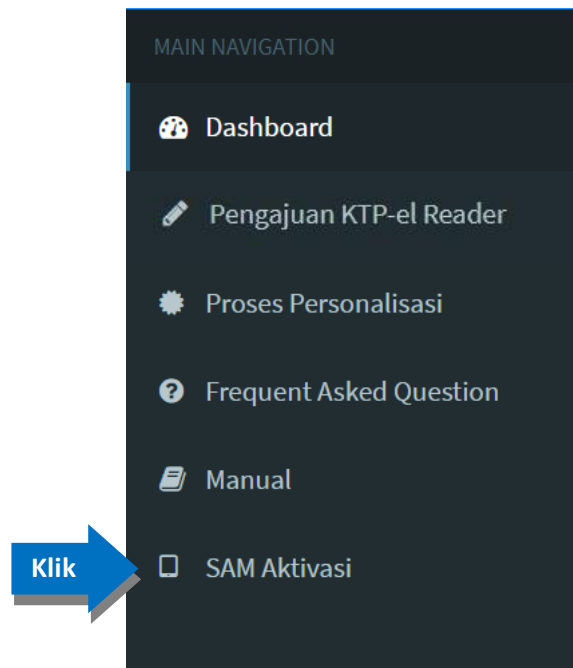 MAIN NAVIGATION
Dashboard
Pengajuan KTP-el Reader
Proses Personalisasi
Frequent Asked Question
Manual
Klik
SAM Aktivasi